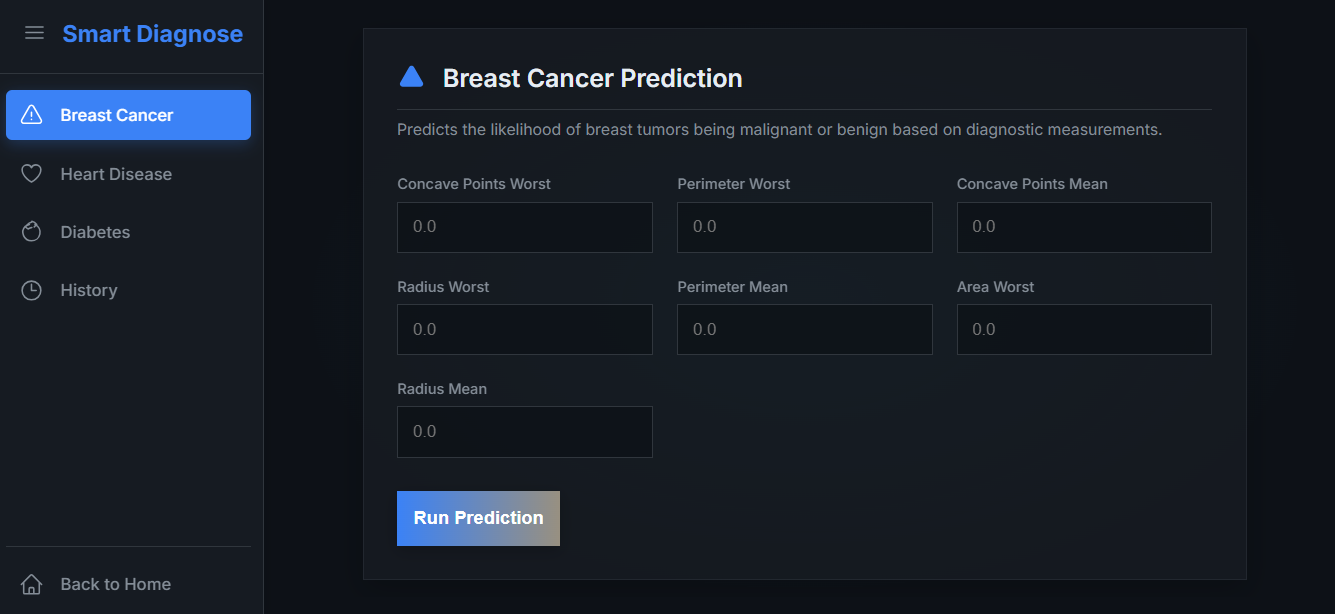 Smart Diagnose
Breast Cancer
Heart Disease
Diabetes
History
Back to Home
Breast Cancer Prediction
Predicts the likelihood of breast tumors being malignant or benign based on diagnostic measurements.
Concave Points Worst
0.0
Perimeter Worst
0.0
Concave Points Mean
0.0
Radius Worst
0.0
Perimeter Mean
0.0
Area Worst
0.0
Radius Mean
0.0
Run Prediction